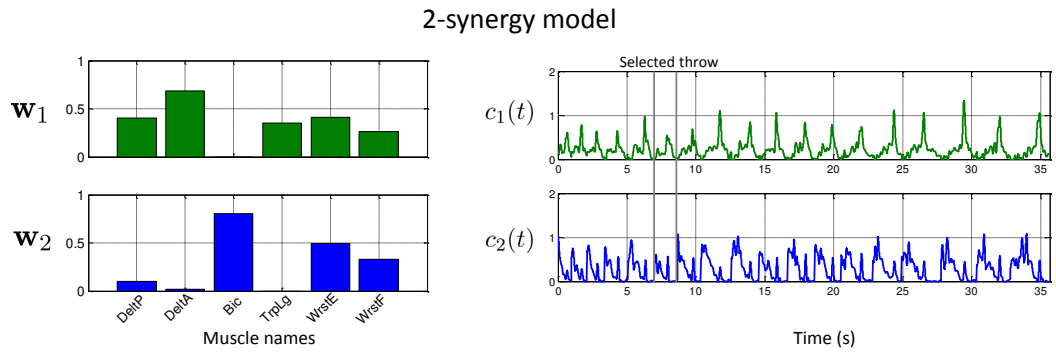 2-synergy model
w1
1
0.5
0
w2
1
0.5
0
DeltP DeltA Bic TrpLg WrstE WrstF
Muscle names
Selected throw
c1(t)
2
1
0
0 5 10 15 20 25 30 35
c2(t)
2
1
0
0 5 10 15 20 25 30 35
Time (s)